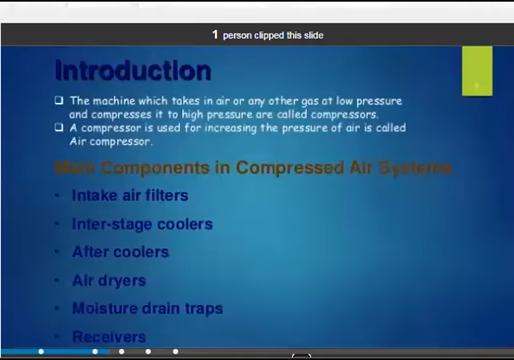 1 person clipped this slide
Introduction
❑ The machine which takes in air or any other gas at low pressure
and compresses it to high pressure are called compressors.
❑ A compressor is used for increasing the pressure of air is called
Air compressor.
Main Components in Compressed Air Systems
• Intake air filters
• Inter-stage coolers
• After coolers
• Air dryers
• Moisture drain traps
• Receivers